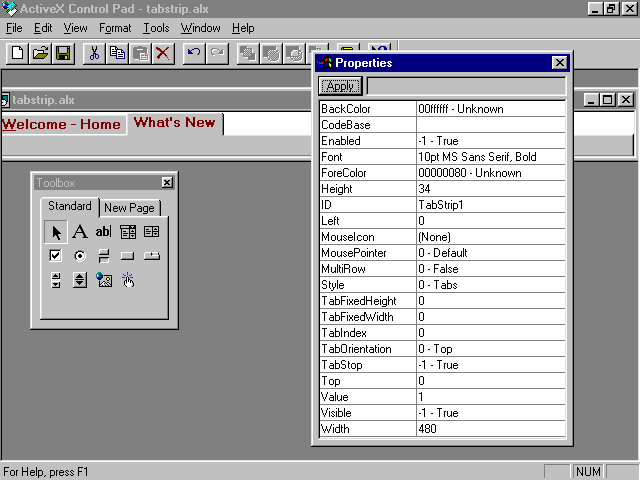 ActiveX Control Pad - tabstrip.alx
File Edit View Format Tools Window Help
Properties
Apply
BackColor 00ffffff - Unknown
CodeBase
Enabled -1 - True
Font 10pt MS Sans Serif, Bold
ForeColor 00000080 - Unknown
Height 34
ID TabStrip1
Left 0
MouseIcon (None)
MousePointer 0 - Default
MultiRow 0 - False
Style 0 - Tabs
TabFixedHeight 0
TabFixedWidth 0
TabIndex 0
TabOrientation 0 - Top
TabStop -1 - True
Top 0
Value 1
Visible -1 - True
Width 480
tabstrip.alx
Welcome - Home What's New
Toolbox
Standard New Page
A ab|
For Help, press F1 NUM